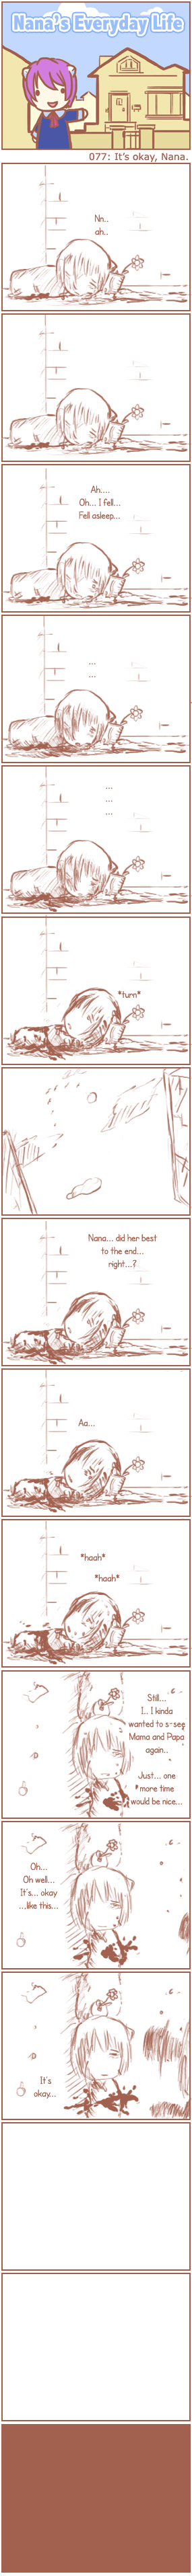 Nana's Everyday Life
077: It's okay, Nana.
Nn..
ah..
Ah....
Oh... I fell...
Fell asleep...
...
...
...
...
...
*turn*
Nana... did her best
to the end...
right...?
Aa...
*haah*
*haah*
Still...
I.. I kinda
wanted to s-see
Mama and Papa
again..
Just... one
more time
would be nice...
Oh...
Oh well...
It's... okay
...like this...
It's
okay...